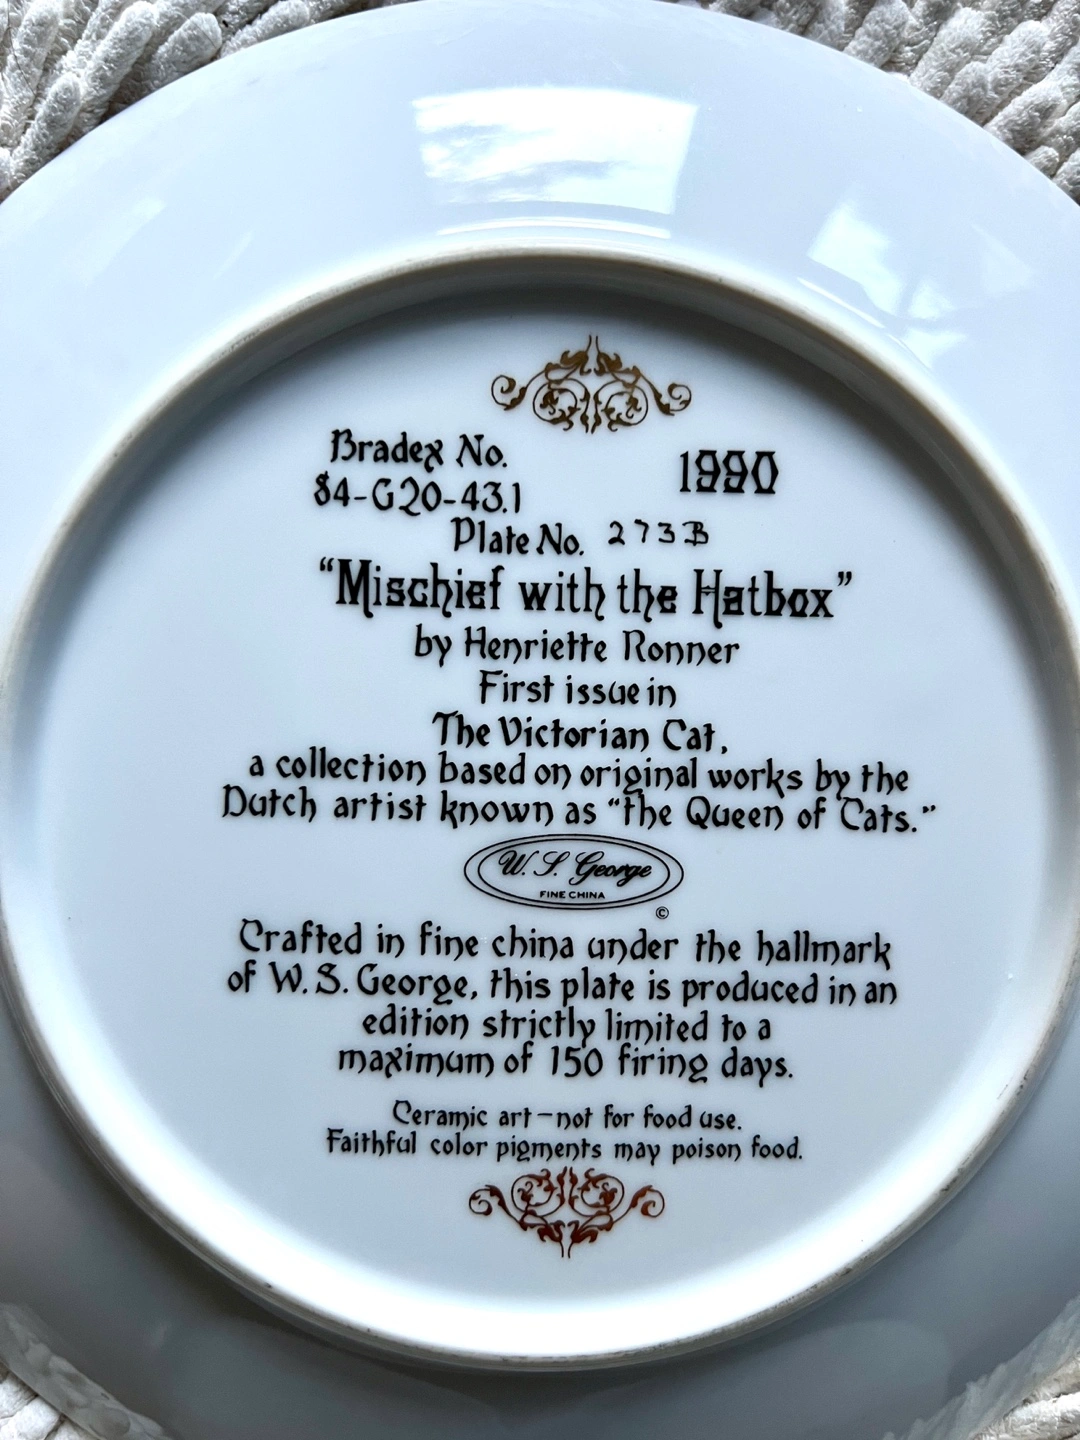 Bradex No.
84-G20-43.1
1990
Plate No. 273B
“Mischief with the Hatbox”
by Henriette Ronner
First issue in
The Victorian Cat,
a collection based on original works by the
Dutch artist known as “the Queen of Cats.”
W. S. George
FINE CHINA
©
Crafted in fine china under the hallmark
of W. S. George, this plate is produced in an
edition strictly limited to a
maximum of 150 firing days.
Ceramic art—not for food use.
Faithful color pigments may poison food.